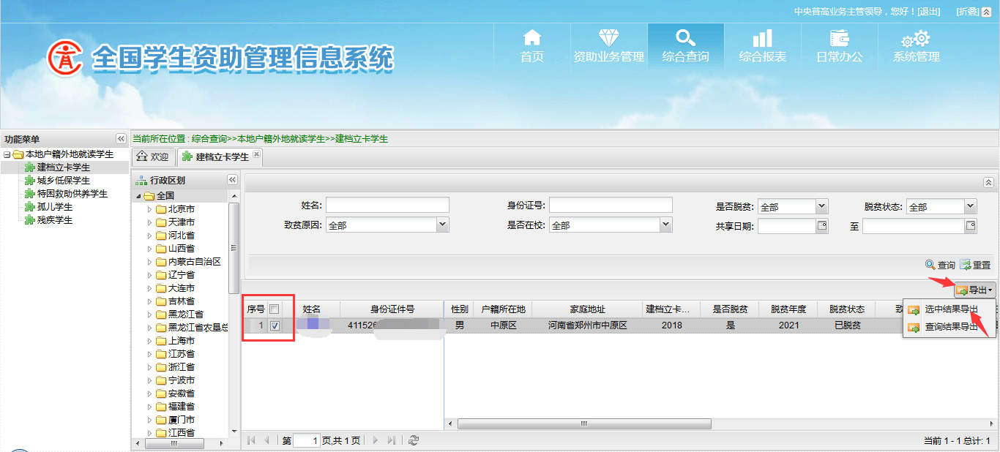 中央普高业务主管领导，您好！[退出] [折叠]
全国学生资助管理信息系统
首页 资助业务管理 综合查询 综合报表 日常办公 系统管理
功能菜单
本地户籍外地就读学生
建档立卡学生
城乡低保学生
特困救助供养学生
孤儿学生
残疾学生
当前所在位置：综合查询>>本地户籍外地就读学生>>建档立卡学生
欢迎 建档立卡学生
行政区划
全国
北京市
天津市
河北省
山西省
内蒙古自治区
辽宁省
大连市
吉林省
黑龙江省
黑龙江省农垦总
上海市
江苏省
浙江省
宁波市
安徽省
福建省
厦门市
江西省
姓名: 身份证号: 是否脱贫: 全部 脱贫状态: 全部
致贫原因: 全部 是否在校: 全部 共享日期: 至
查询 重置
导出
选中结果导出
查询结果导出
序号 姓名 身份证件号 性别 户籍所在地 家庭地址 建档立卡... 是否脱贫 脱贫年度 脱贫状态 致
1 411526 男 中原区 河南省郑州市中原区 2018 是 2021 已脱贫
第 1 页,共 1 页
当前 1 - 1 总计: 1